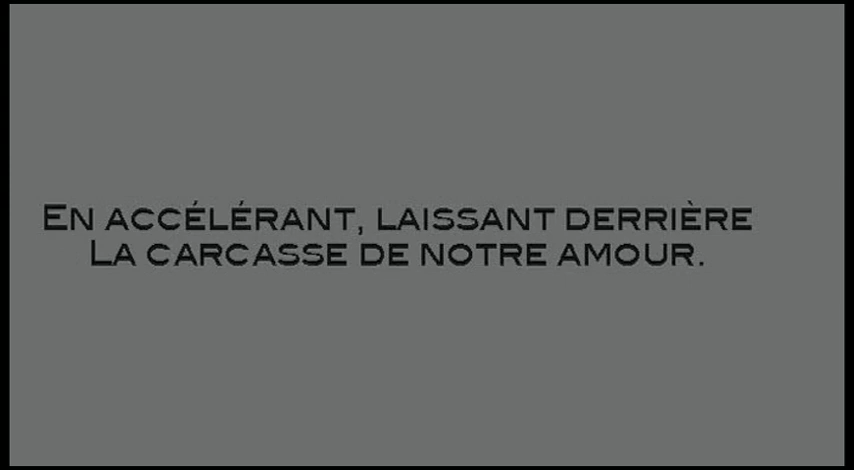 En accélérant, laissant derrière
La carcasse de notre amour.